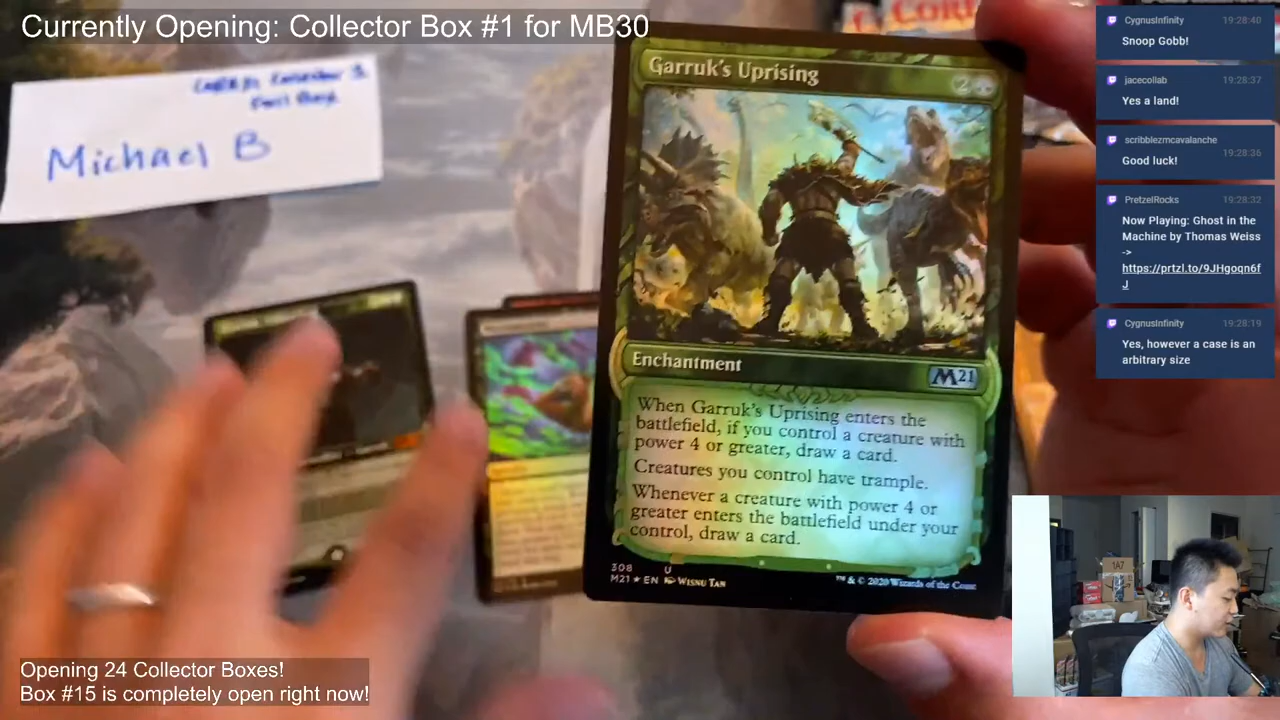 Currently Opening: Collector Box #1 for MB30
Michael B
Garruk's Uprising
2
Enchantment
M21
When Garruk's Uprising enters the
battlefield, if you control a creature with
power 4 or greater, draw a card.
Creatures you control have trample.
Whenever a creature with power 4 or
greater enters the battlefield under your
control, draw a card.
308 U
M21 ★ EN Wisnu Tan
™ & © 2020 Wizards of the Coast
Opening 24 Collector Boxes!
Box #15 is completely open right now!
CygnusInfinity 19:28:40
Snoop Gobb!
jacecollab 19:28:37
Yes a land!
scribblezmcavalanche 19:28:36
Good luck!
PretzelRocks 19:28:32
Now Playing: Ghost in the
Machine by Thomas Weiss
->
https://prtzl.to/9JHgoqn6f
J
CygnusInfinity 19:28:19
Yes, however a case is an
arbitrary size
1A7